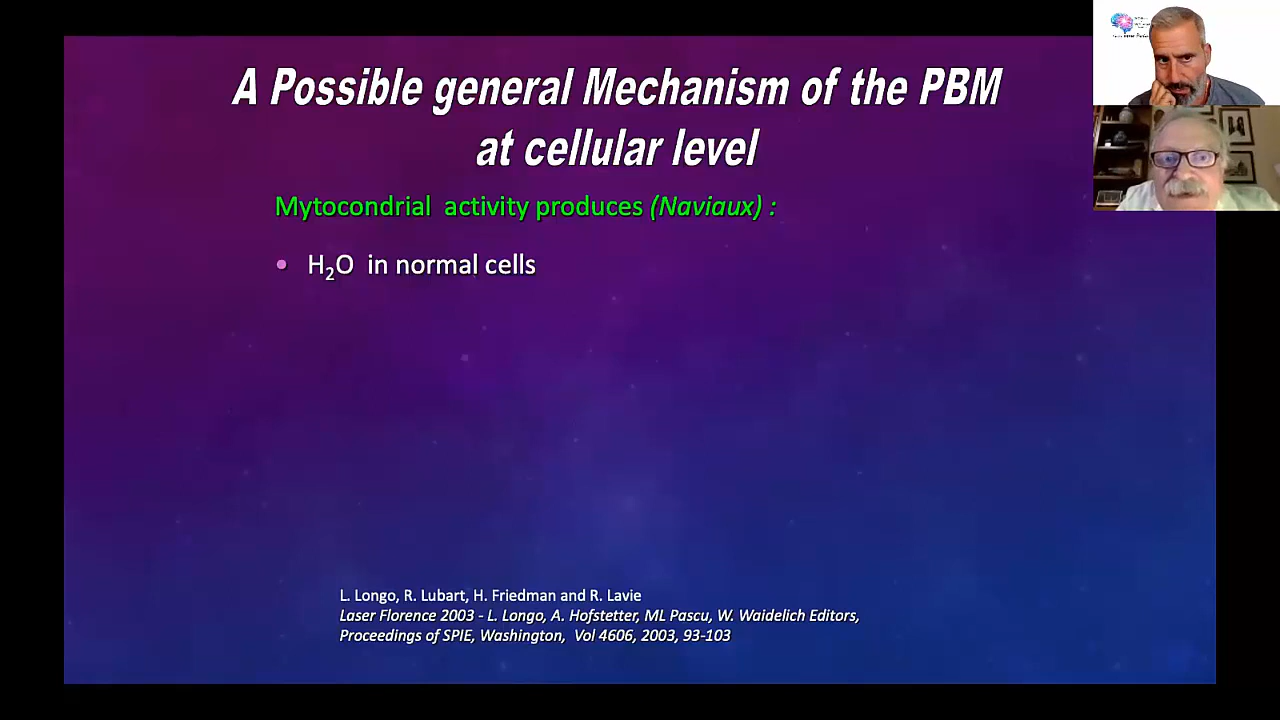 A Possible general Mechanism of the PBM
at cellular level
Mytocondrial activity produces (Naviaux) :
• H₂O in normal cells
L. Longo, R. Lubart, H. Friedman and R. Lavie
Laser Florence 2003 - L. Longo, A. Hofstetter, ML Pascu, W. Waidelich Editors,
Proceedings of SPIE, Washington, Vol 4606, 2003, 93-103